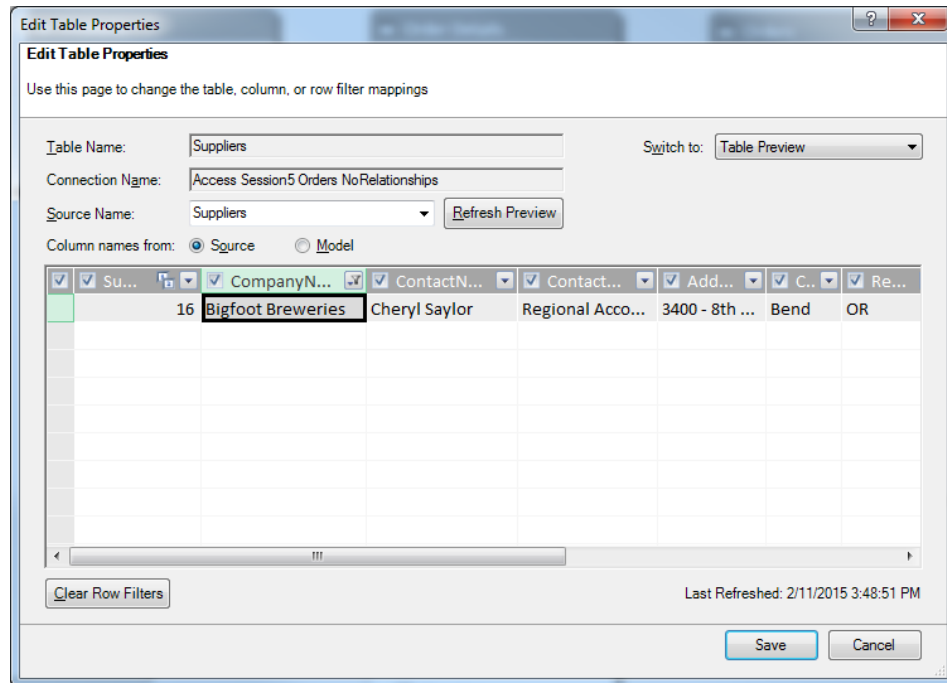 Edit Table Properties
Edit Table Properties
Use this page to change the table, column, or row filter mappings
Table Name: Suppliers Switch to: Table Preview
Connection Name: Access Session5 Orders NoRelationships
Source Name: Suppliers Refresh Preview
Column names from: Source Model
Su... CompanyN... ContactN... Contact... Add... C... Re...
16 Bigfoot Breweries Cheryl Saylor Regional Acco... 3400 - 8th ... Bend OR
Clear Row Filters Last Refreshed: 2/11/2015 3:48:51 PM
Save Cancel